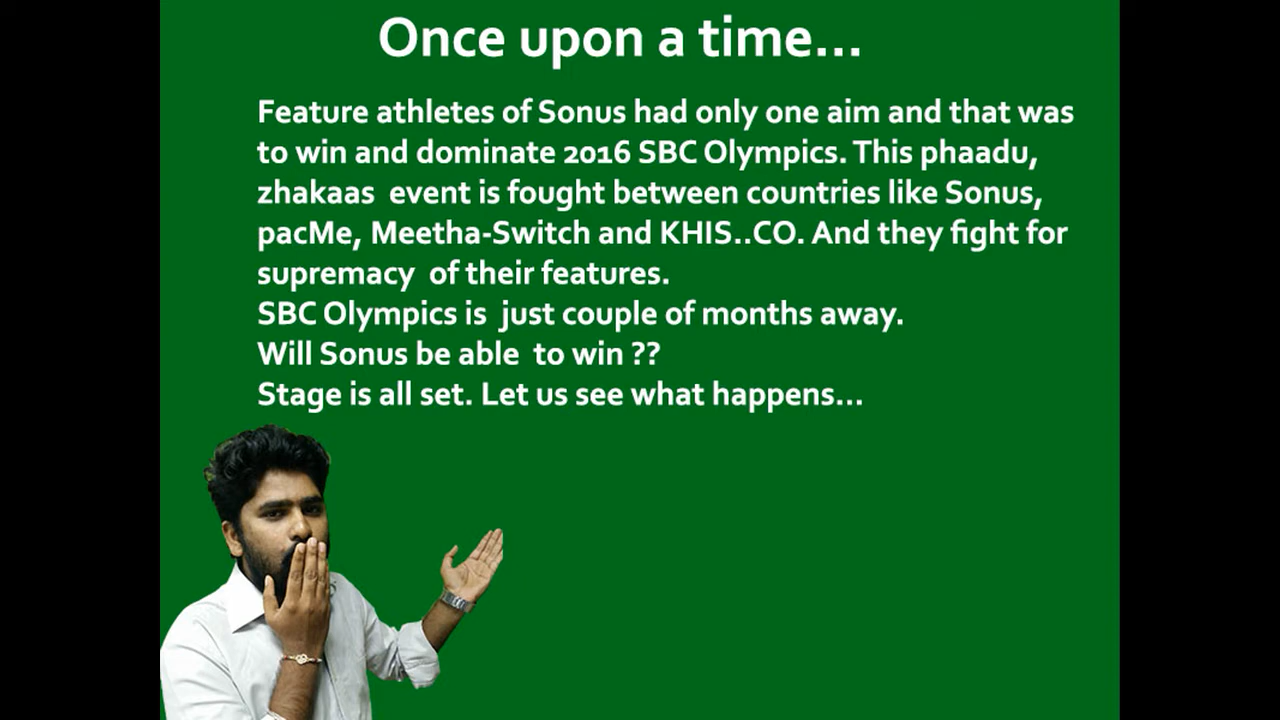 Once upon a time...
Feature athletes of Sonus had only one aim and that was
to win and dominate 2016 SBC Olympics. This phaadu,
zhakaas  event is fought between countries like Sonus,
pacMe, Meetha-Switch and KHIS..CO. And they fight for
supremacy  of their features.
SBC Olympics is  just couple of months away.
Will Sonus be able  to win ??
Stage is all set. Let us see what happens...